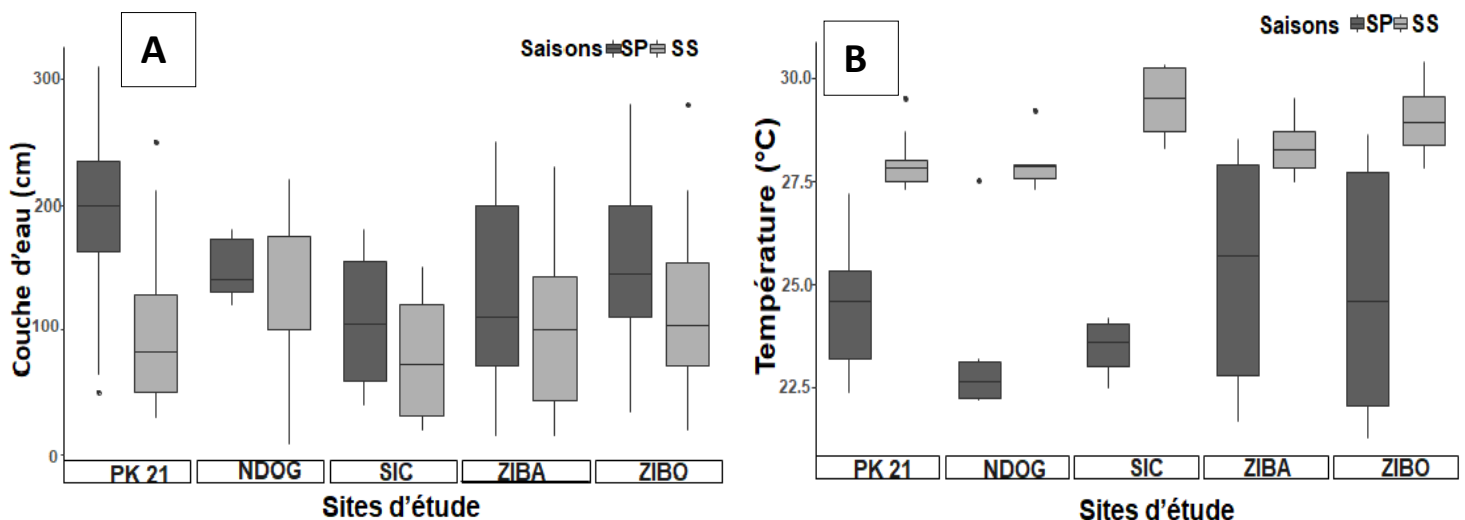 A
Saisons SP SS
Couche d'eau (cm)
300
200
100
0
PK 21 NDOG SIC ZIBA ZIBO
Sites d'étude
B
Saisons SP SS
Température (°C)
30.0
27.5
25.0
22.5
PK 21 NDOG SIC ZIBA ZIBO
Sites d'étude